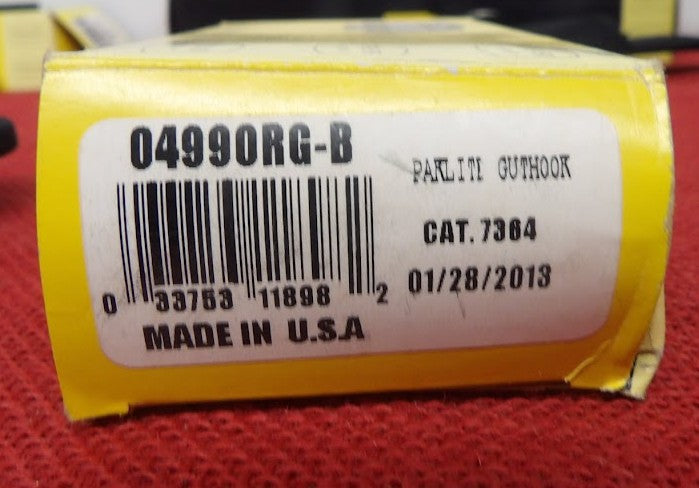 04990RG-B
PAKLITE GUTHOOK
CAT. 7364
0 33753 11898 2
01/28/2013
MADE IN U.S.A